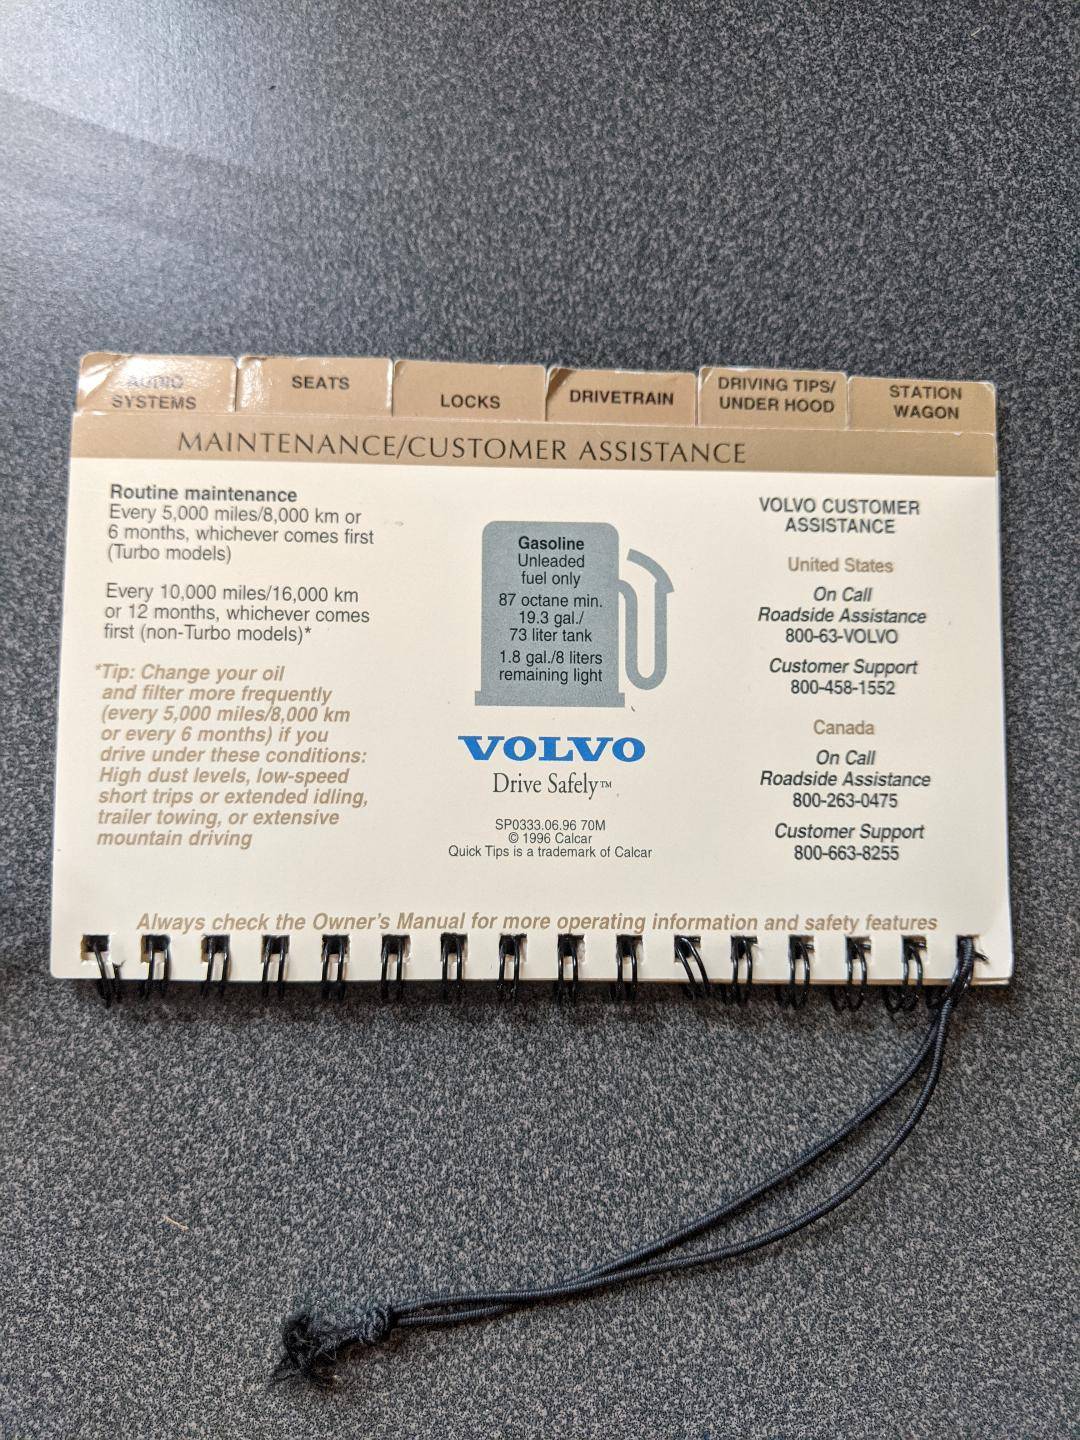 AUDIO
SYSTEMS
SEATS
LOCKS
DRIVETRAIN
DRIVING TIPS/
UNDER HOOD
STATION
WAGON
MAINTENANCE/CUSTOMER ASSISTANCE
Routine maintenance
Every 5,000 miles/8,000 km or
6 months, whichever comes first
(Turbo models)
Every 10,000 miles/16,000 km
or 12 months, whichever comes
first (non-Turbo models)*
*Tip: Change your oil
and filter more frequently
(every 5,000 miles/8,000 km
or every 6 months) if you
drive under these conditions:
High dust levels, low-speed
short trips or extended idling,
trailer towing, or extensive
mountain driving
Gasoline
Unleaded
fuel only
87 octane min.
19.3 gal./
73 liter tank
1.8 gal./8 liters
remaining light
VOLVO
Drive Safely™
SP0333.06.96 70M
© 1996 Calcar
Quick Tips is a trademark of Calcar
VOLVO CUSTOMER
ASSISTANCE
United States
On Call
Roadside Assistance
800-63-VOLVO
Customer Support
800-458-1552
Canada
On Call
Roadside Assistance
800-263-0475
Customer Support
800-663-8255
Always check the Owner's Manual for more operating information and safety features